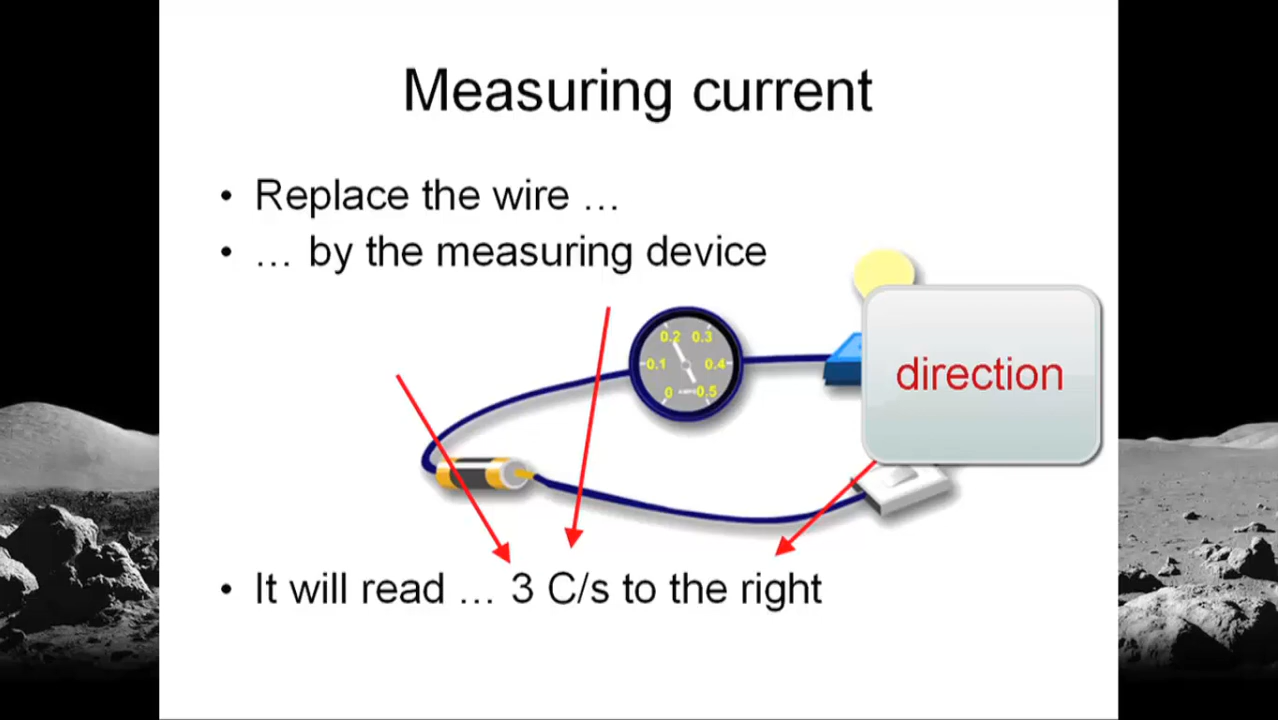 Measuring current
• Replace the wire …
• … by the measuring device
0.2 0.3
0.1 0.4
0 AMPS 0.5
direction
• It will read … 3 C/s to the right